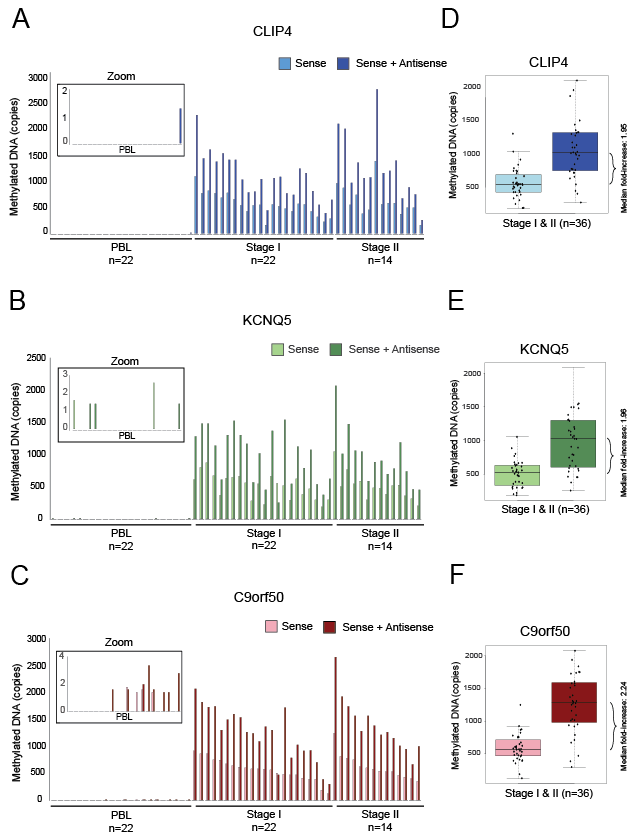 A
CLIP4
Sense
Sense + Antisense
Methylated DNA (copies)
3000
2500
2000
1500
1000
500
0
Zoom
2
1
0
PBL
PBL
n=22
Stage I
n=22
Stage II
n=14
D
CLIP4
Methylated DNA (copies)
2000
1500
1000
500
Median fold-increase: 1.95
Stage I & II (n=36)
B
KCNQ5
Sense
Sense + Antisense
Methylated DNA (copies)
2500
2000
1500
1000
500
0
Zoom
3
2
1
0
PBL
PBL
n=22
Stage I
n=22
Stage II
n=14
E
KCNQ5
Methylated DNA (copies)
2000
1500
1000
500
Median fold-increase: 1.96
Stage I & II (n=36)
C
C9orf50
Sense
Sense + Antisense
Methylated DNA (copies)
3000
2500
2000
1500
1000
500
0
Zoom
4
2
0
PBL
PBL
n=22
Stage I
n=22
Stage II
n=14
F
C9orf50
Methylated DNA (copies)
2000
1500
1000
500
Median fold-increase: 2.24
Stage I & II (n=36)